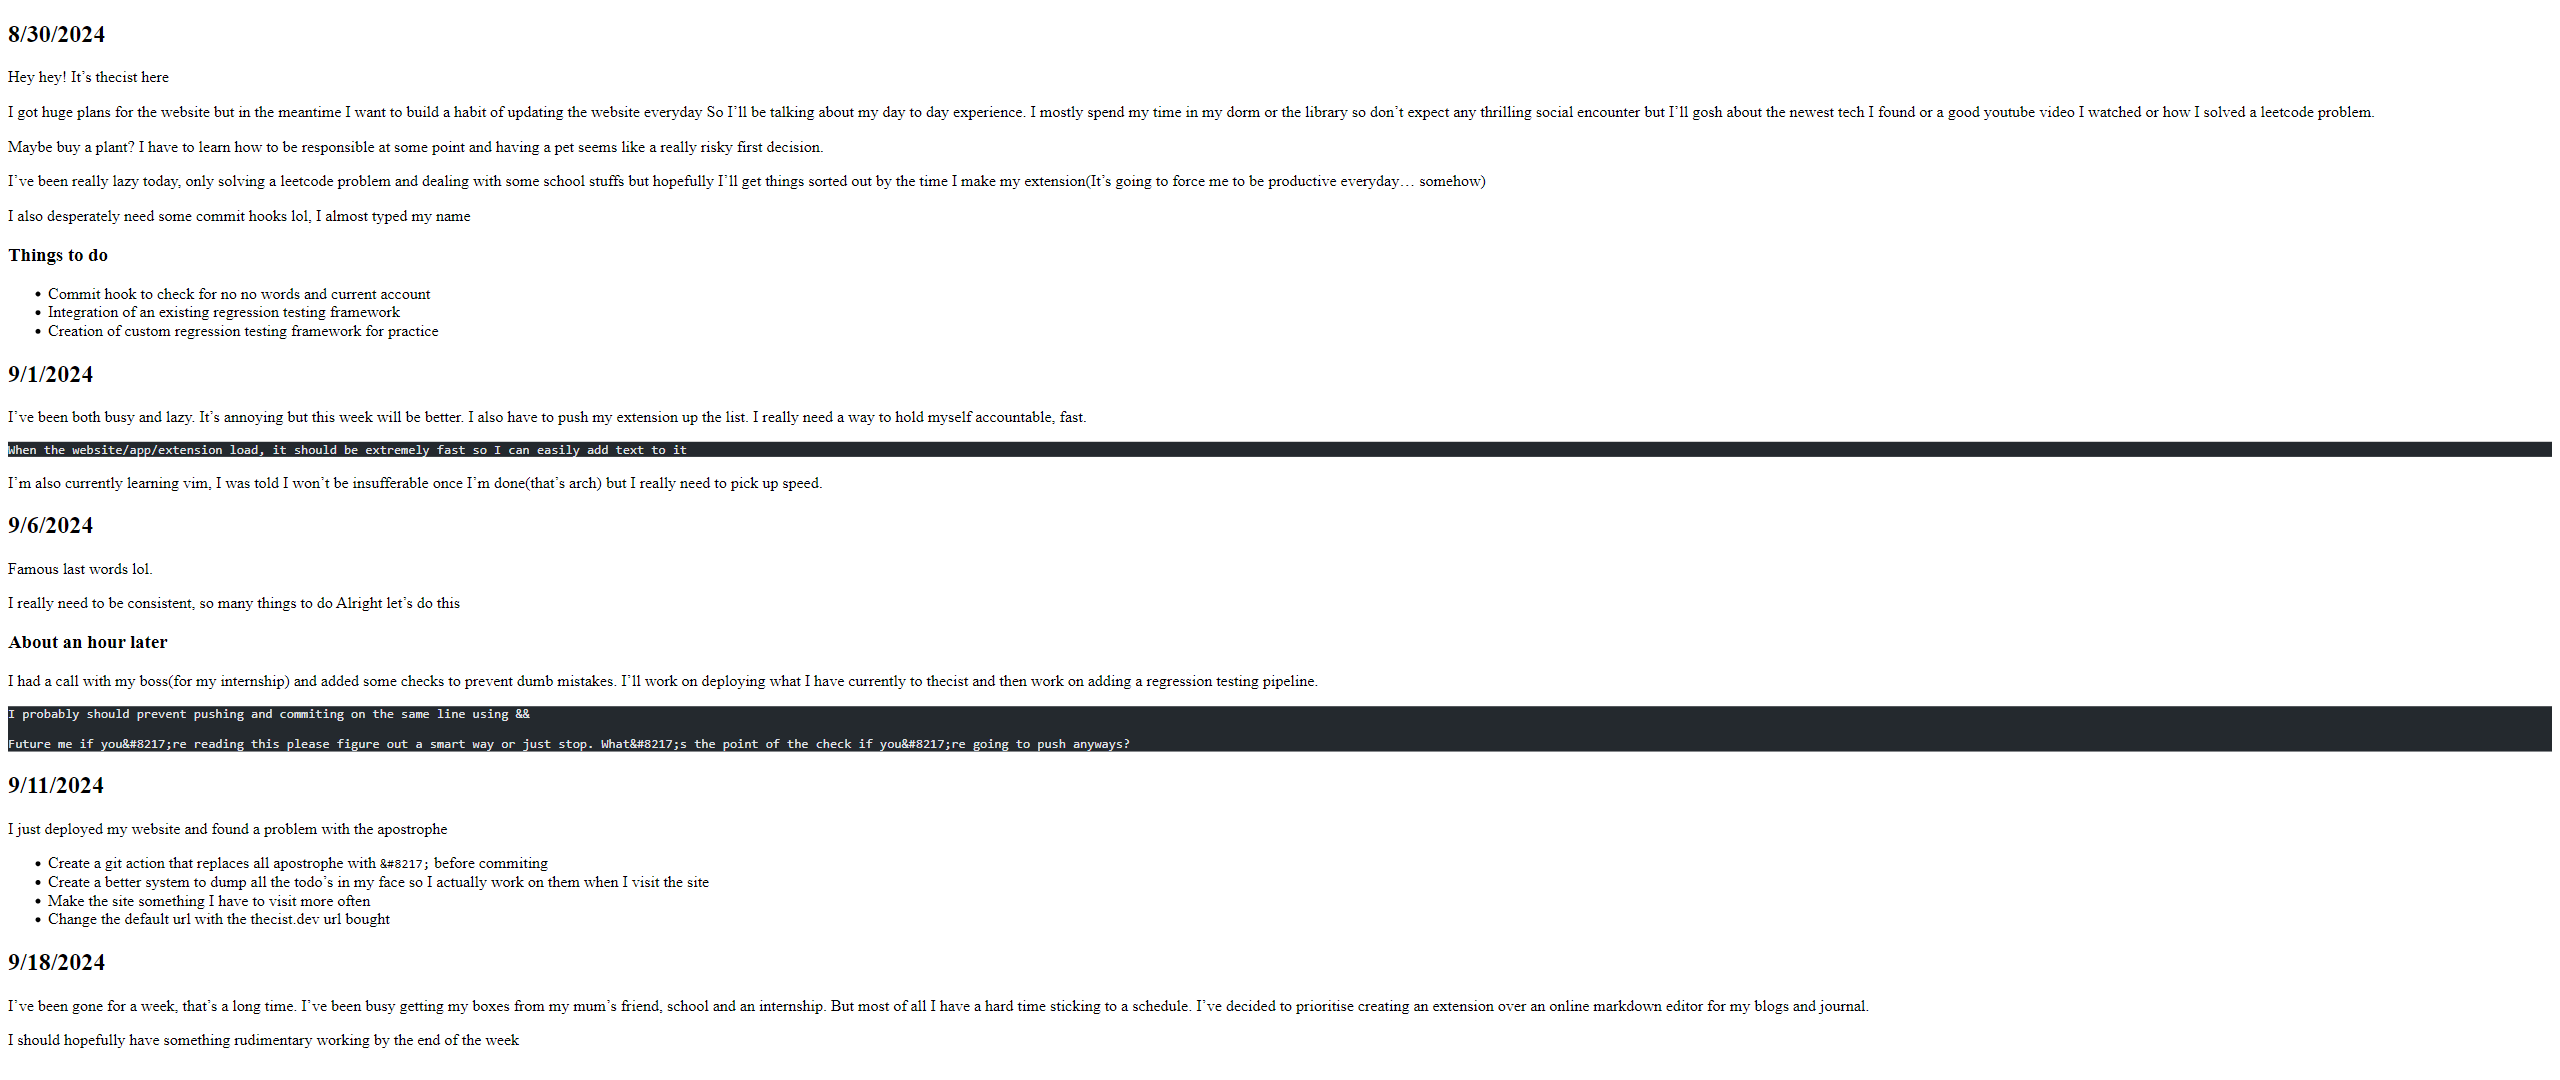 8/30/2024
Hey hey! It’s thecist here
I got huge plans for the website but in the meantime I want to build a habit of updating the website everyday So I’ll be talking about my day to day experience. I mostly spend my time in my dorm or the library so don’t expect any thrilling social encounter but I’ll gosh about the newest tech I found or a good youtube video I watched or how I solved a leetcode problem.
Maybe buy a plant? I have to learn how to be responsible at some point and having a pet seems like a really risky first decision.
I’ve been really lazy today, only solving a leetcode problem and dealing with some school stuffs but hopefully I’ll get things sorted out by the time I make my extension(It’s going to force me to be productive everyday… somehow)
I also desperately need some commit hooks lol, I almost typed my name
Things to do
• Commit hook to check for no no words and current account
• Integration of an existing regression testing framework
• Creation of custom regression testing framework for practice
9/1/2024
I’ve been both busy and lazy. It’s annoying but this week will be better. I also have to push my extension up the list. I really need a way to hold myself accountable, fast.
When the website/app/extension load, it should be extremely fast so I can easily add text to it
I’m also currently learning vim, I was told I won’t be insufferable once I’m done(that’s arch) but I really need to pick up speed.
9/6/2024
Famous last words lol.
I really need to be consistent, so many things to do Alright let’s do this
About an hour later
I had a call with my boss(for my internship) and added some checks to prevent dumb mistakes. I’ll work on deploying what I have currently to thecist and then work on adding a regression testing pipeline.
I probably should prevent pushing and commiting on the same line using &&
Future me if you&#8217;re reading this please figure out a smart way or just stop. What&#8217;s the point of the check if you&#8217;re going to push anyways?
9/11/2024
I just deployed my website and found a problem with the apostrophe
• Create a git action that replaces all apostrophe with &#8217; before commiting
• Create a better system to dump all the todo’s in my face so I actually work on them when I visit the site
• Make the site something I have to visit more often
• Change the default url with the thecist.dev url bought
9/18/2024
I’ve been gone for a week, that’s a long time. I’ve been busy getting my boxes from my mum’s friend, school and an internship. But most of all I have a hard time sticking to a schedule. I’ve decided to prioritise creating an extension over an online markdown editor for my blogs and journal.
I should hopefully have something rudimentary working by the end of the week